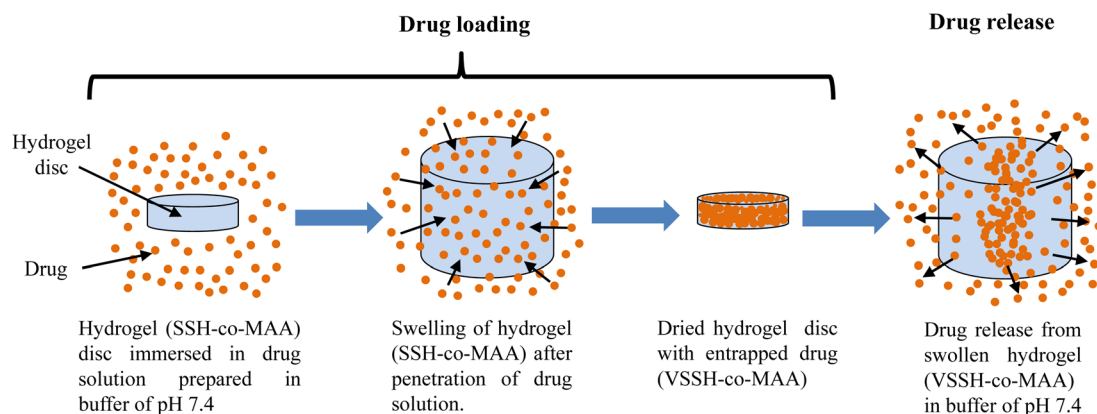 Drug loading
Drug release
Hydrogel
disc
Drug
Hydrogel (SSH-co-MAA)
disc immersed in drug
solution prepared in
buffer of pH 7.4
Swelling of hydrogel
(SSH-co-MAA) after
penetration of drug
solution.
Dried hydrogel disc
with entrapped drug
(VSSH-co-MAA)
Drug release from
swollen hydrogel
(VSSH-co-MAA)
in buffer of pH 7.4